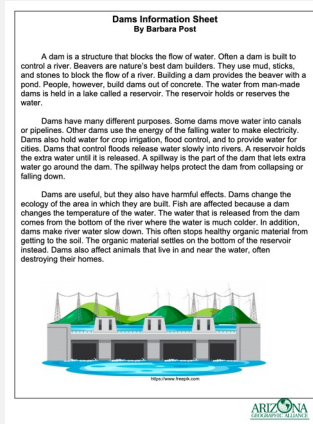 Dams Information Sheet
By Barbara Post
A dam is a structure that blocks the flow of water. Often a dam is built to
control a river. Beavers are nature's best dam builders. They use mud, sticks,
and stones to block the flow of a river. Building a dam provides the beaver with a
pond. People, however, build dams out of concrete. The water from man-made
dams is held in a lake called a reservoir. The reservoir holds or reserves the
water.
Dams have many different purposes. Some dams move water into canals
or pipelines. Other dams use the energy of the falling water to make electricity.
Dams also hold water for crop irrigation, flood control, and to provide water for
cities. Dams that control floods release water slowly into rivers. A reservoir holds
the extra water until it is released. A spillway is the part of the dam that lets extra
water go around the dam. The spillway helps protect the dam from collapsing or
falling down.
Dams are useful, but they also have harmful effects. Dams change the
ecology of the area in which they are built. Fish are affected because a dam
changes the temperature of the water. The water that is released from the dam
comes from the bottom of the river where the water is much colder. In addition,
dams make river water slow down. This often stops healthy organic material from
getting to the soil. The organic material settles on the bottom of the reservoir
instead. Dams also affect animals that live in and near the water, often
destroying their homes.
https://www.freepik.com
ARIZONA
GEOGRAPHIC ALLIANCE